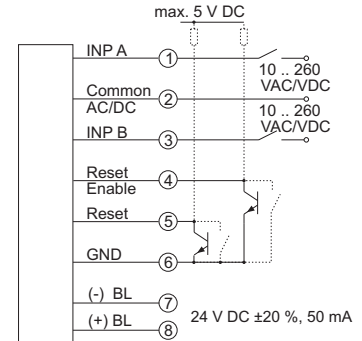 max. 5 V DC
INP A
1
10 .. 260
VAC/VDC
Common
AC/DC
2
10 .. 260
VAC/VDC
INP B
3
Reset
Enable
4
Reset
5
GND
6
(-) BL
7
24 V DC ±20 %, 50 mA
(+) BL
8